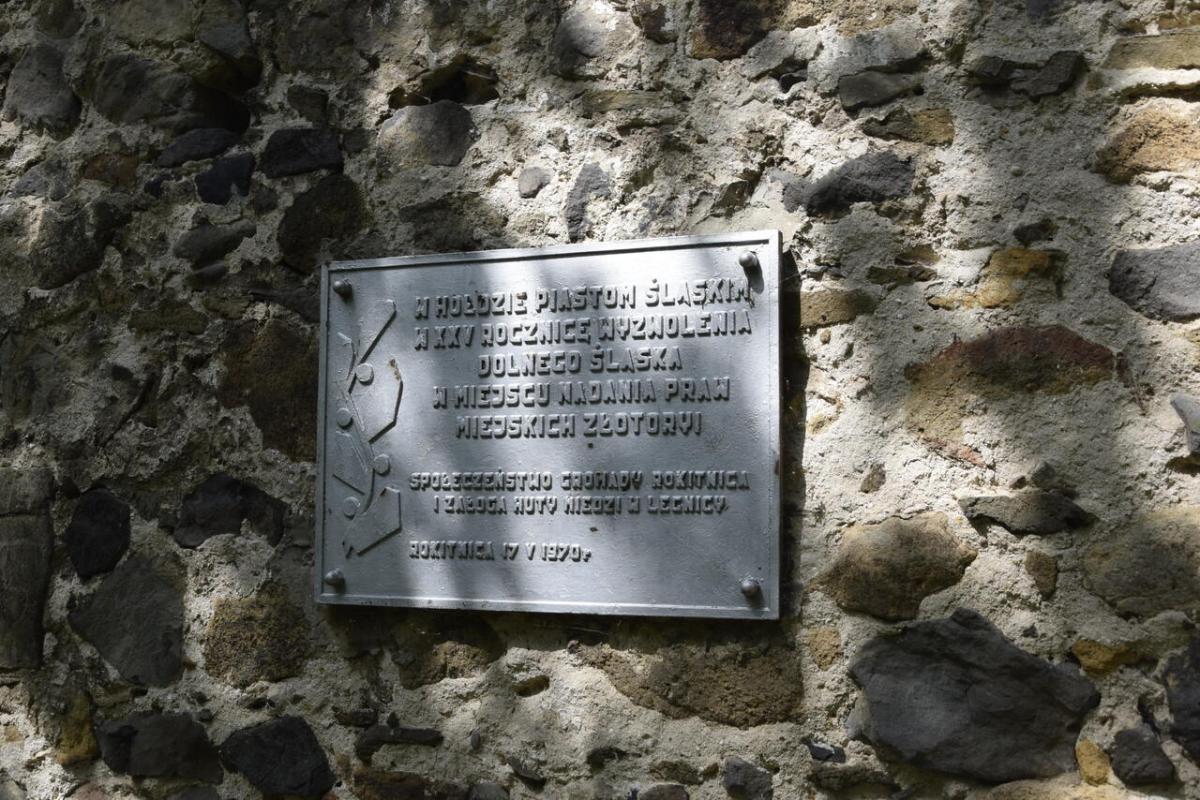 W HOŁDZIE PIASTOM ŚLĄSKIM
W XXV ROCZNICĘ WYZWOLENIA
DOLNEGO ŚLĄSKA
W MIEJSCU NADANIA PRAW
MIEJSKICH ZŁOTORYI
SPOŁECZEŃSTWO GROMADY ROKITNICA
I ZAŁOGA HUTY MIEDZI W LEGNICY
ROKITNICA 17 V 1970r